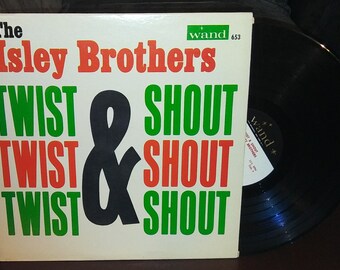 The
wand 653
Isley Brothers
TWIST & SHOUT
TWIST SHOUT
TWIST SHOUT
wand